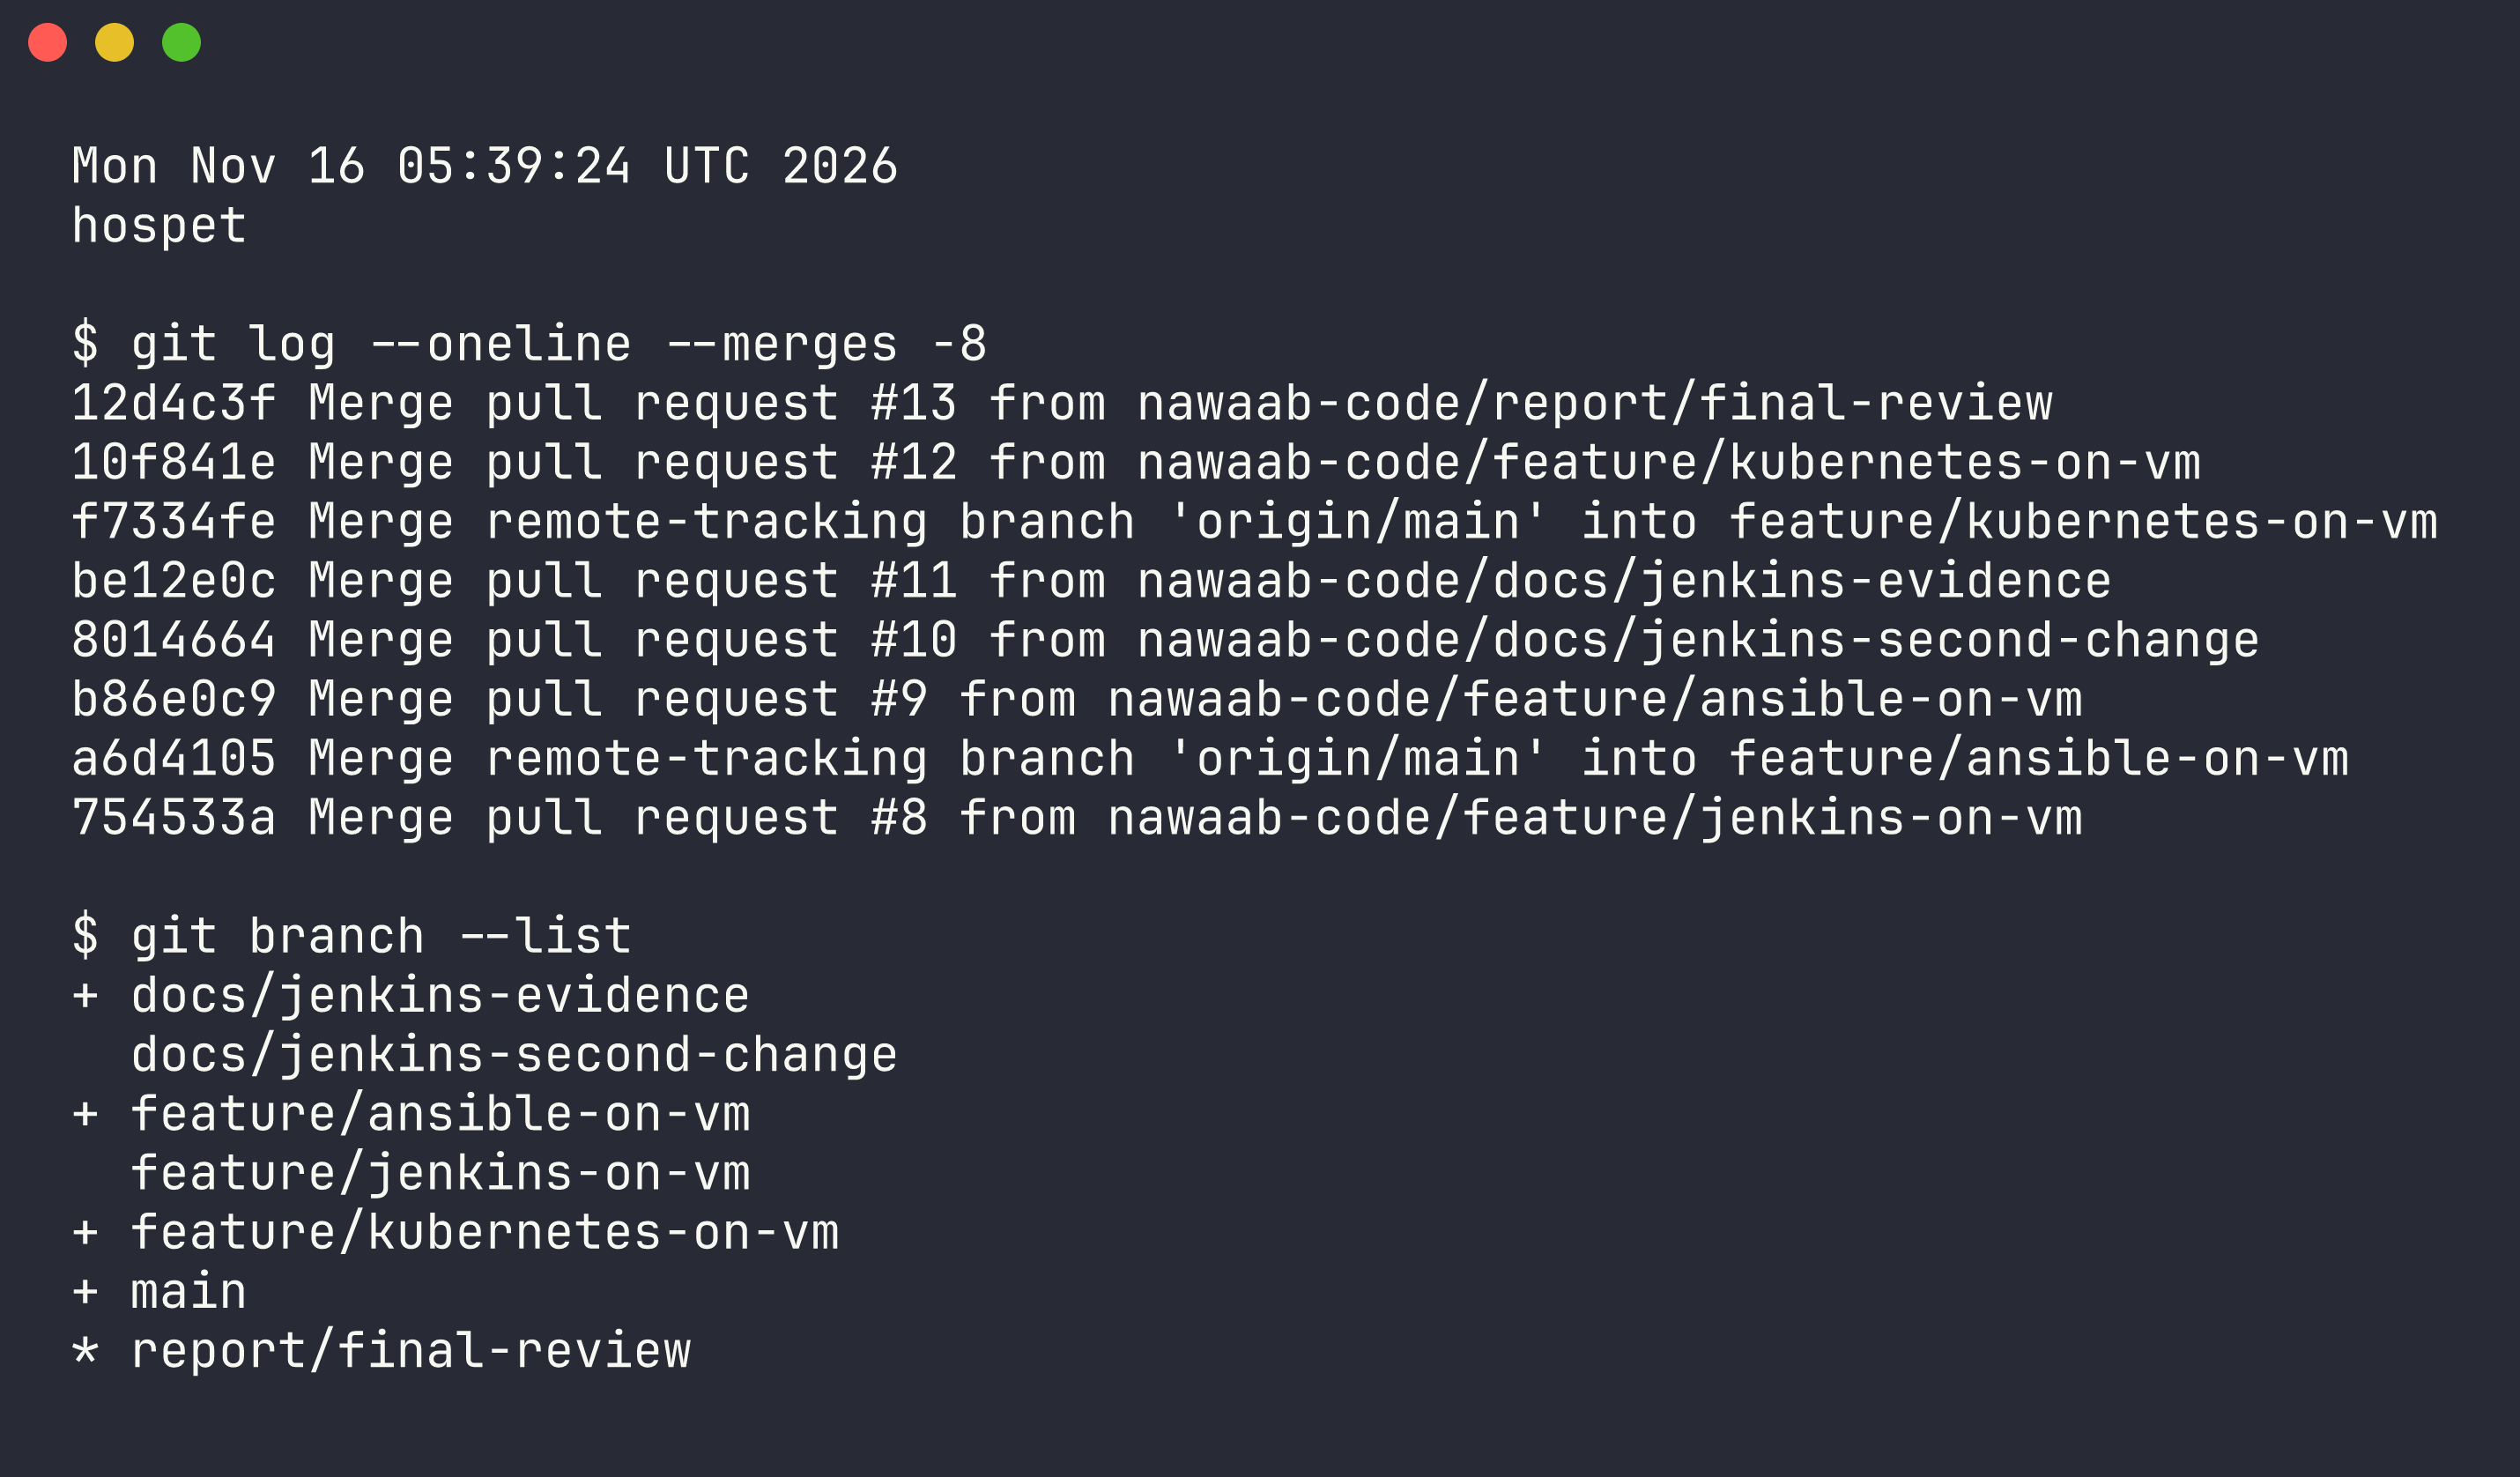 Mon Nov 16 05:39:24 UTC 2026
hospet
$ git log --oneline --merges -8
12d4c3f Merge pull request #13 from nawaab-code/report/final-review
10f841e Merge pull request #12 from nawaab-code/feature/kubernetes-on-vm
f7334fe Merge remote-tracking branch 'origin/main' into feature/kubernetes-on-vm
be12e0c Merge pull request #11 from nawaab-code/docs/jenkins-evidence
8014664 Merge pull request #10 from nawaab-code/docs/jenkins-second-change
b86e0c9 Merge pull request #9 from nawaab-code/feature/ansible-on-vm
a6d4105 Merge remote-tracking branch 'origin/main' into feature/ansible-on-vm
754533a Merge pull request #8 from nawaab-code/feature/jenkins-on-vm
$ git branch --list
+ docs/jenkins-evidence
  docs/jenkins-second-change
+ feature/ansible-on-vm
  feature/jenkins-on-vm
+ feature/kubernetes-on-vm
+ main
* report/final-review